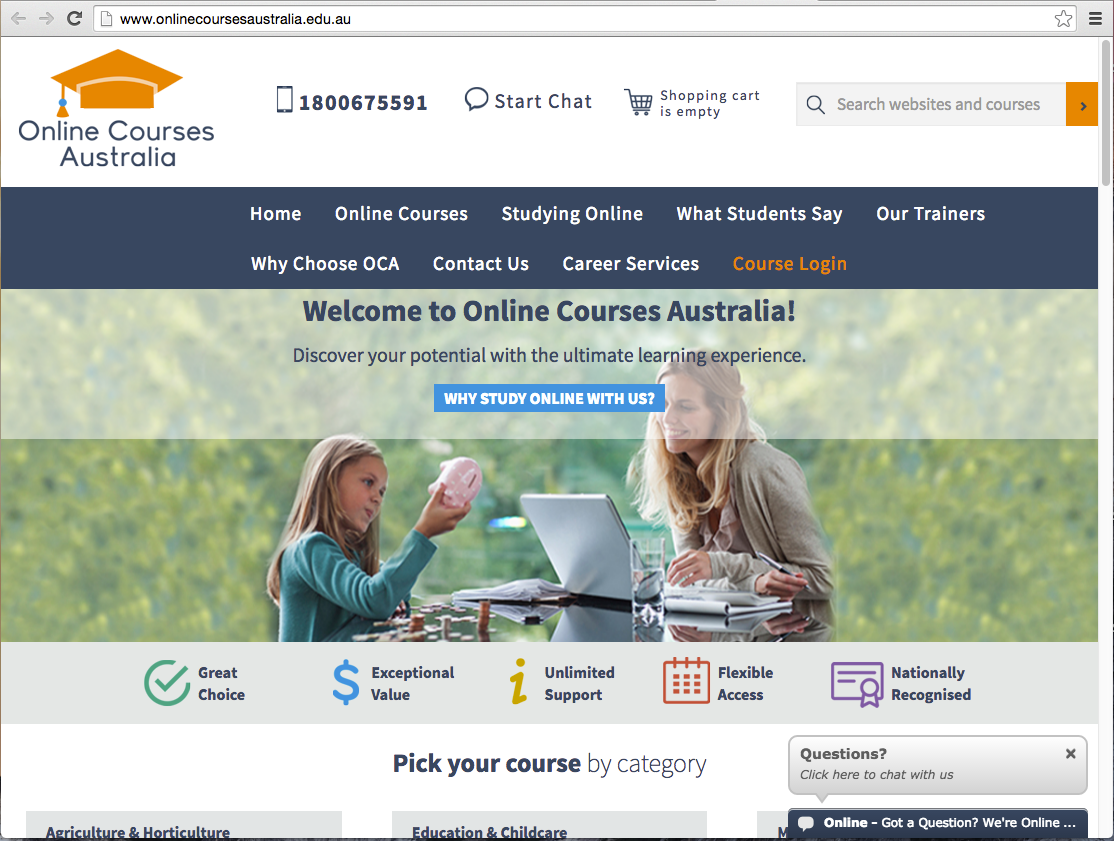 www.onlinecoursesaustralia.edu.au
Online Courses
Australia
1800675591
Start Chat
Shopping cart
is empty
Search websites and courses
Home
Online Courses
Studying Online
What Students Say
Our Trainers
Why Choose OCA
Contact Us
Career Services
Course Login
Welcome to Online Courses Australia!
Discover your potential with the ultimate learning experience.
WHY STUDY ONLINE WITH US?
Great
Choice
Exceptional
Value
Unlimited
Support
Flexible
Access
Nationally
Recognised
Pick your course by category
Questions?
Click here to chat with us
Agriculture & Horticulture
Education & Childcare
Online - Got a Question? We're Online ...